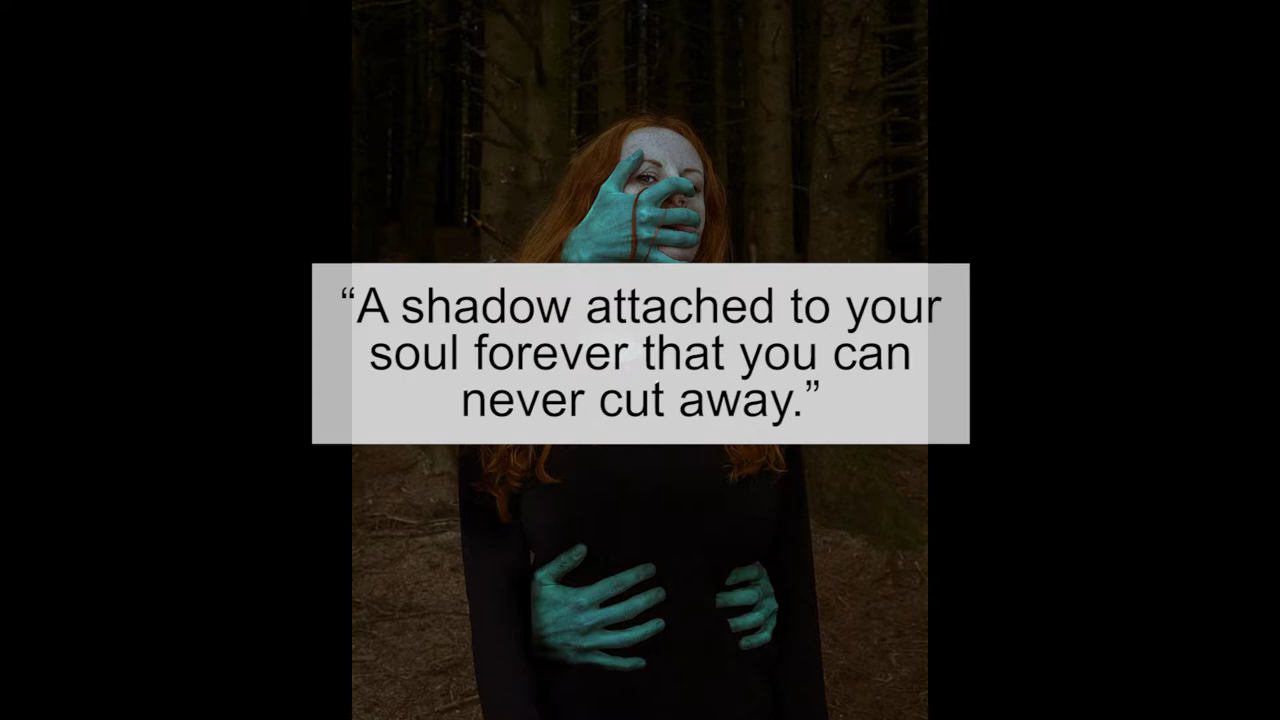 “A shadow attached to your
soul forever that you can
never cut away.”